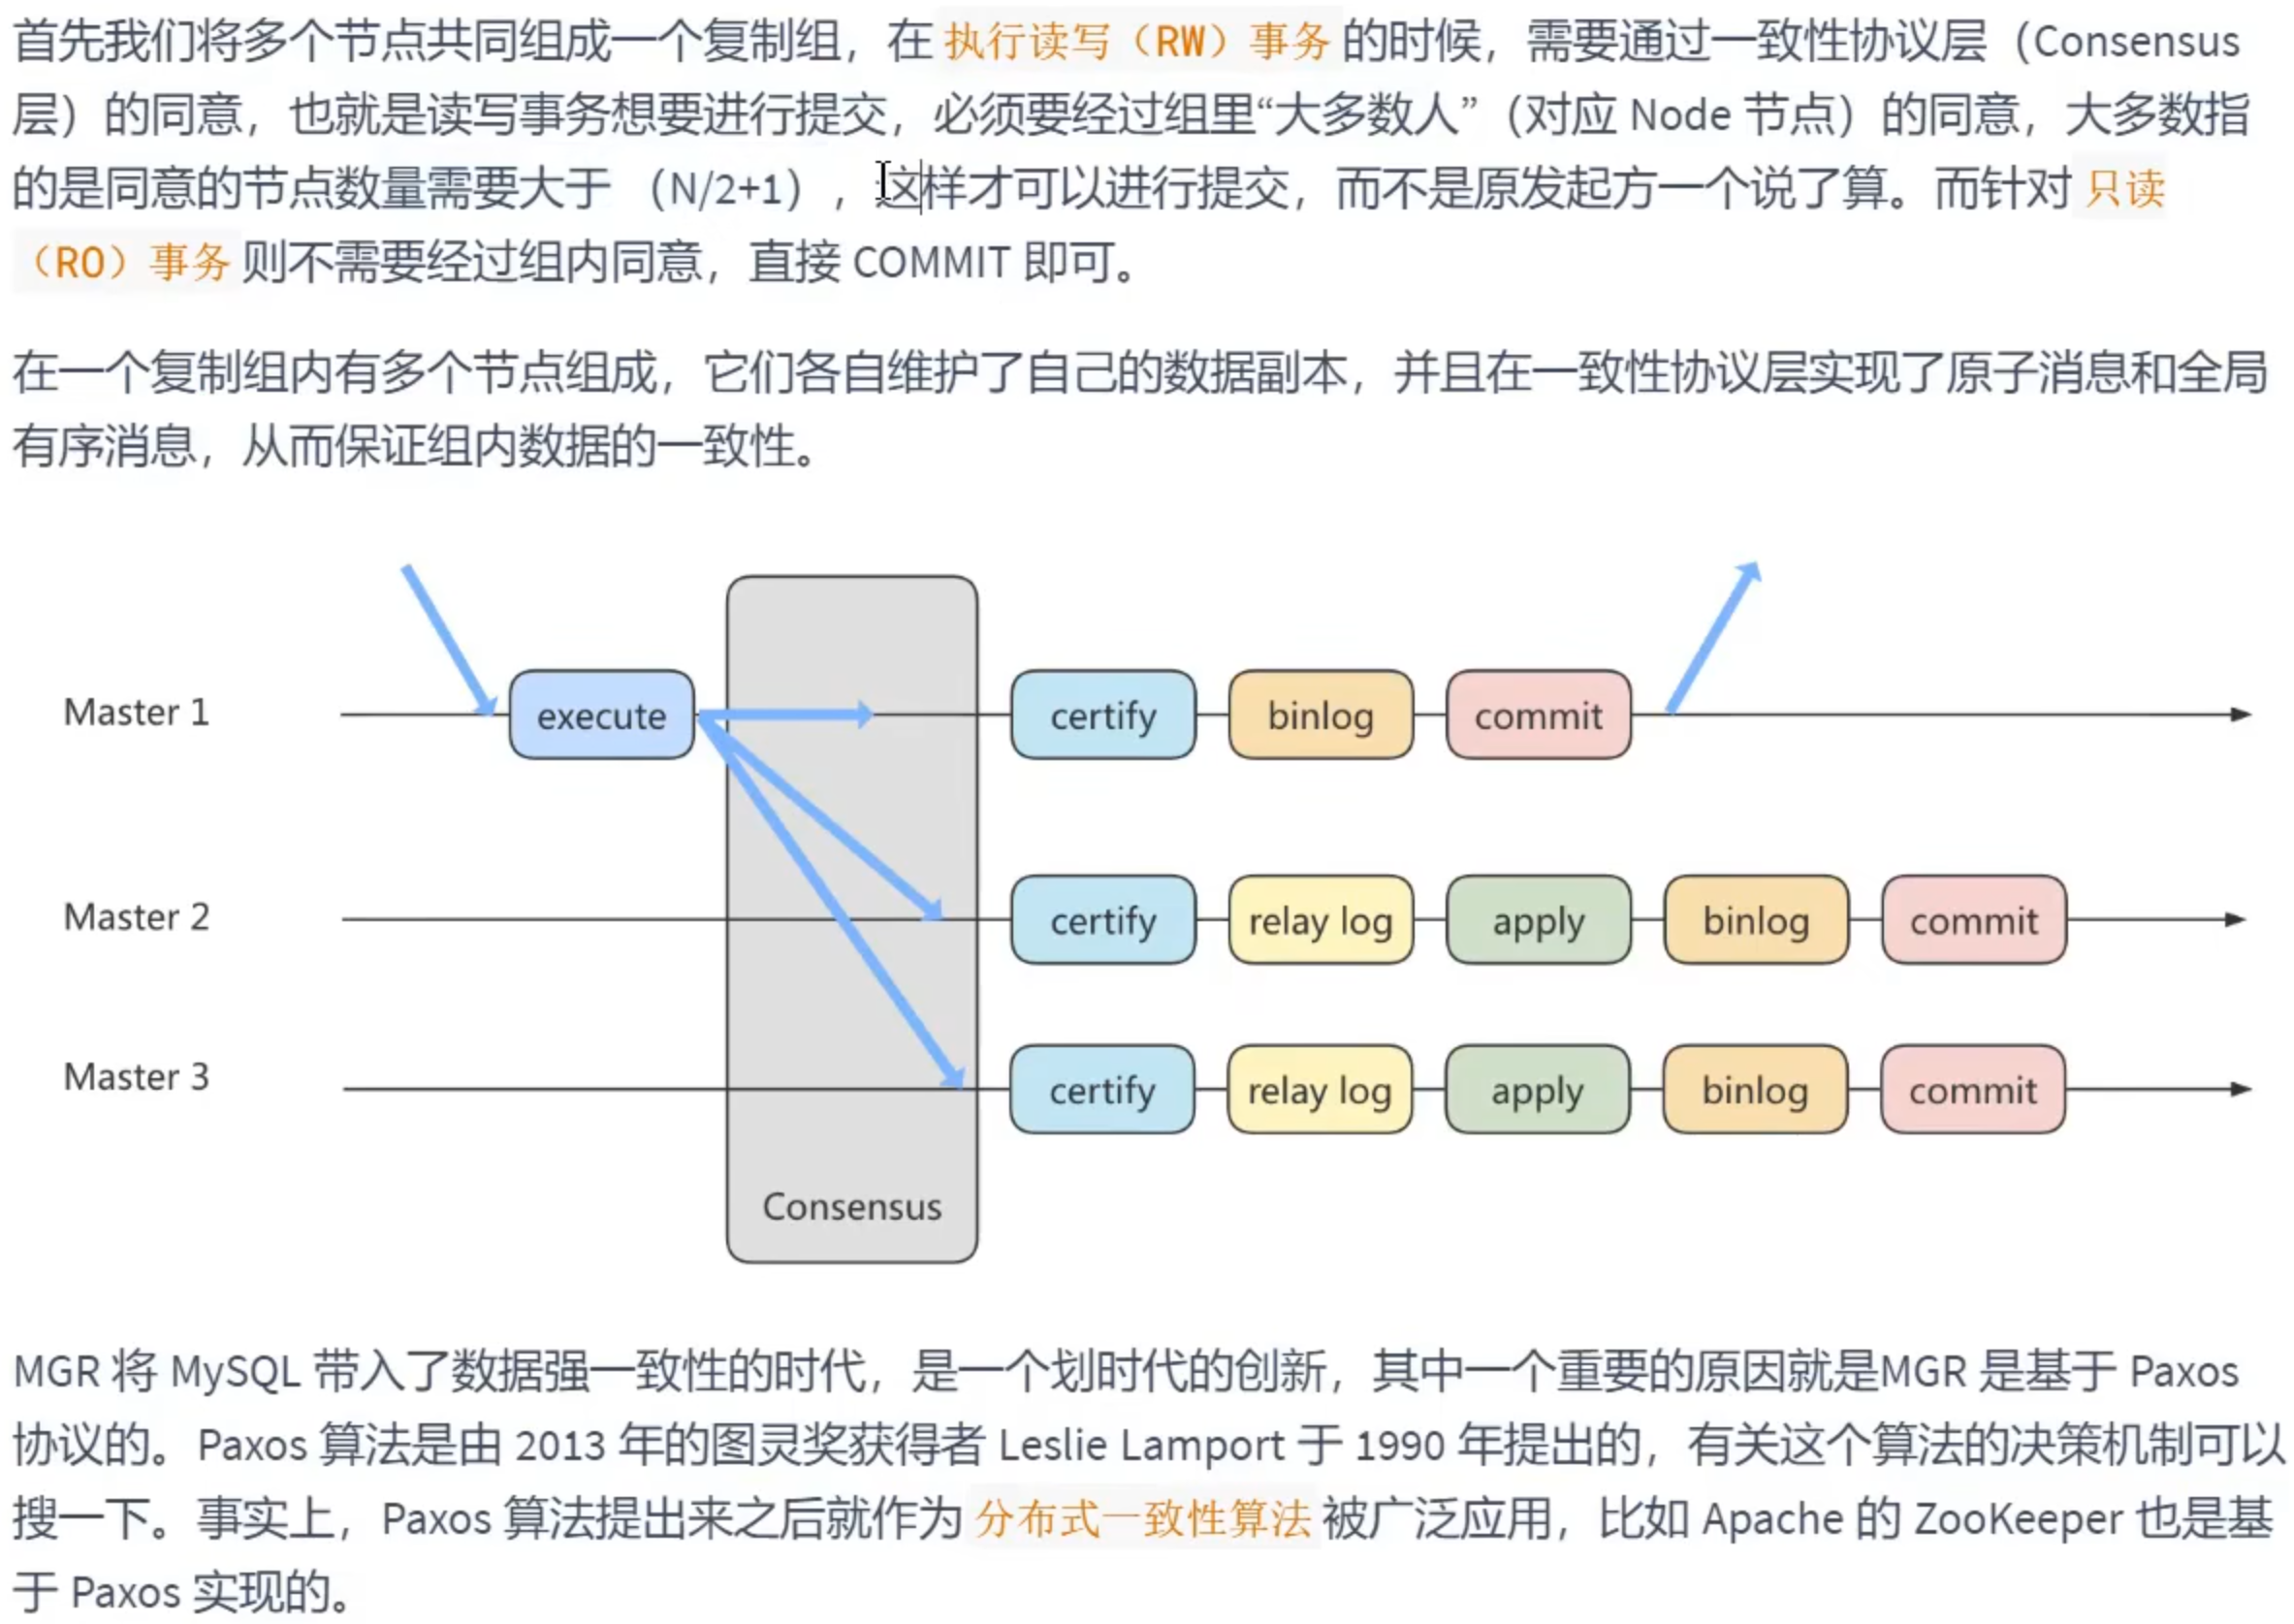 首先我们将多个节点共同组成一个复制组，在 执行读写（RW）事务 的时候，需要通过一致性协议层（Consensus
层）的同意，也就是读写事务想要进行提交，必须要经过组里“大多数人”（对应 Node 节点）的同意，大多数指
的是同意的节点数量需要大于 （N/2+1），这样才可以进行提交，而不是原发起方一个说了算。而针对 只读
（RO）事务 则不需要经过组内同意，直接 COMMIT 即可。
在一个复制组内有多个节点组成，它们各自维护了自己的数据副本，并且在一致性协议层实现了原子消息和全局
有序消息，从而保证组内数据的一致性。
Master 1 execute certify binlog commit
Master 2 certify relay log apply binlog commit
Master 3 certify relay log apply binlog commit
Consensus
MGR 将 MySQL 带入了数据强一致性的时代，是一个划时代的创新，其中一个重要的原因就是MGR 是基于 Paxos
协议的。Paxos 算法是由 2013 年的图灵奖获得者 Leslie Lamport 于 1990 年提出的，有关这个算法的决策机制可以
搜一下。事实上，Paxos 算法提出来之后就作为 分布式一致性算法 被广泛应用，比如 Apache 的 ZooKeeper 也是基
于 Paxos 实现的。